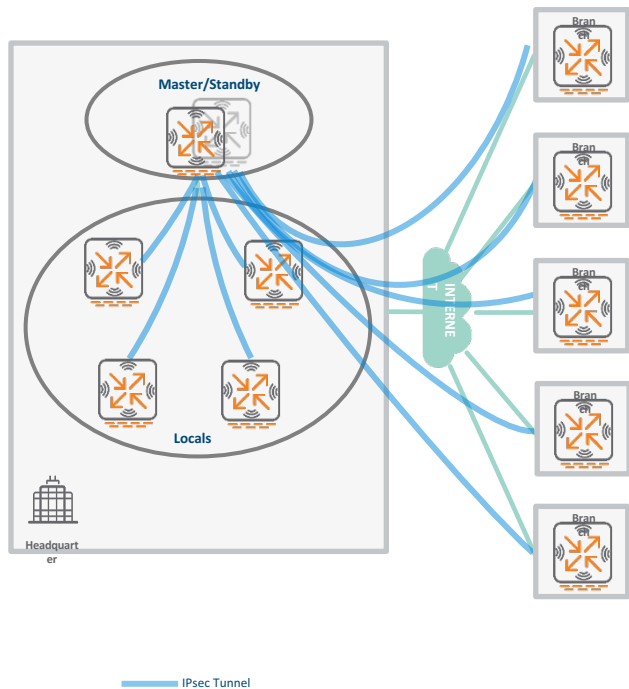 Bran
ch
Master/Standby
Bran
ch
Bran
ch
INTERNE
T
Bran
ch
Locals
Bran
ch
Headquart
er
IPsec Tunnel